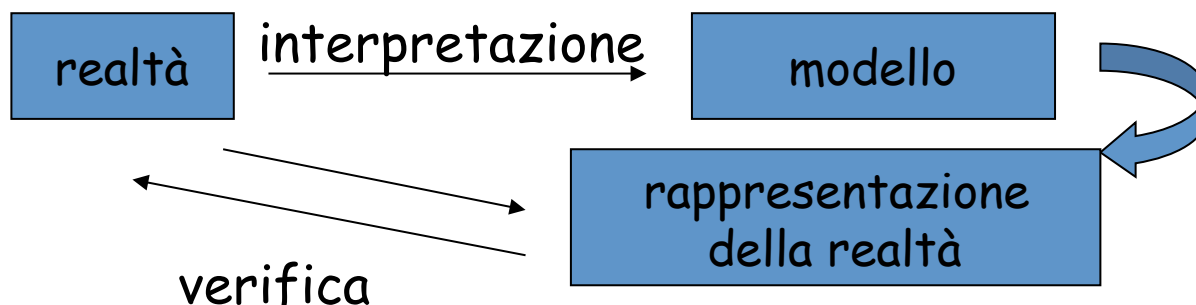 realtà
interpretazione
modello
rappresentazione
della realtà
verifica